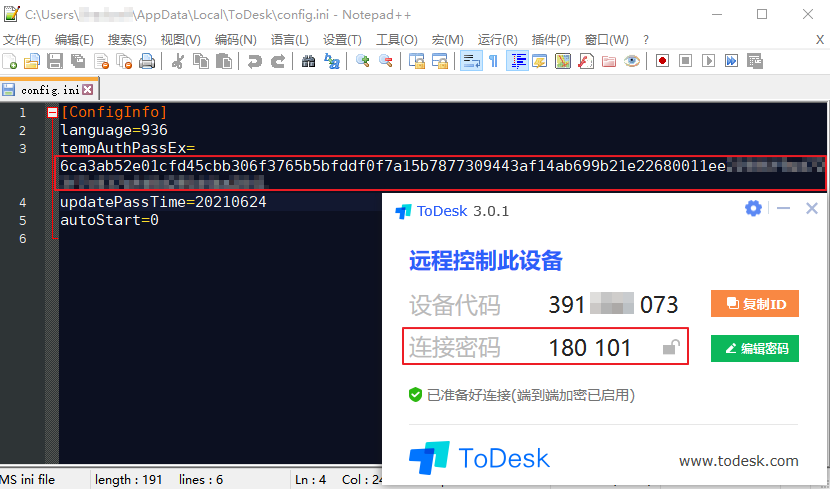 C:\Users\ \AppData\Local\ToDesk\config.ini - Notepad++
文件(F) 编辑(E) 搜索(S) 视图(V) 编码(N) 语言(L) 设置(T) 工具(O) 宏(M) 运行(R) 插件(P) 窗口(W) ? X
config.ini
1 [ConfigInfo]
2 language=936
3 tempAuthPassEx=
6ca3ab52e01cfd45cbb306f3765b5bfddf0f7a15b7877309443af14ab699b21e22680011ee
4 updatePassTime=20210624
5 autoStart=0
6
ToDesk 3.0.1
远程控制此设备
设备代码 391 073 复制ID
连接密码 180 101 编辑密码
已准备好连接(端到端加密已启用)
ToDesk www.todesk.com
MS ini file length : 191 lines : 6 Ln : 4 Col : 24